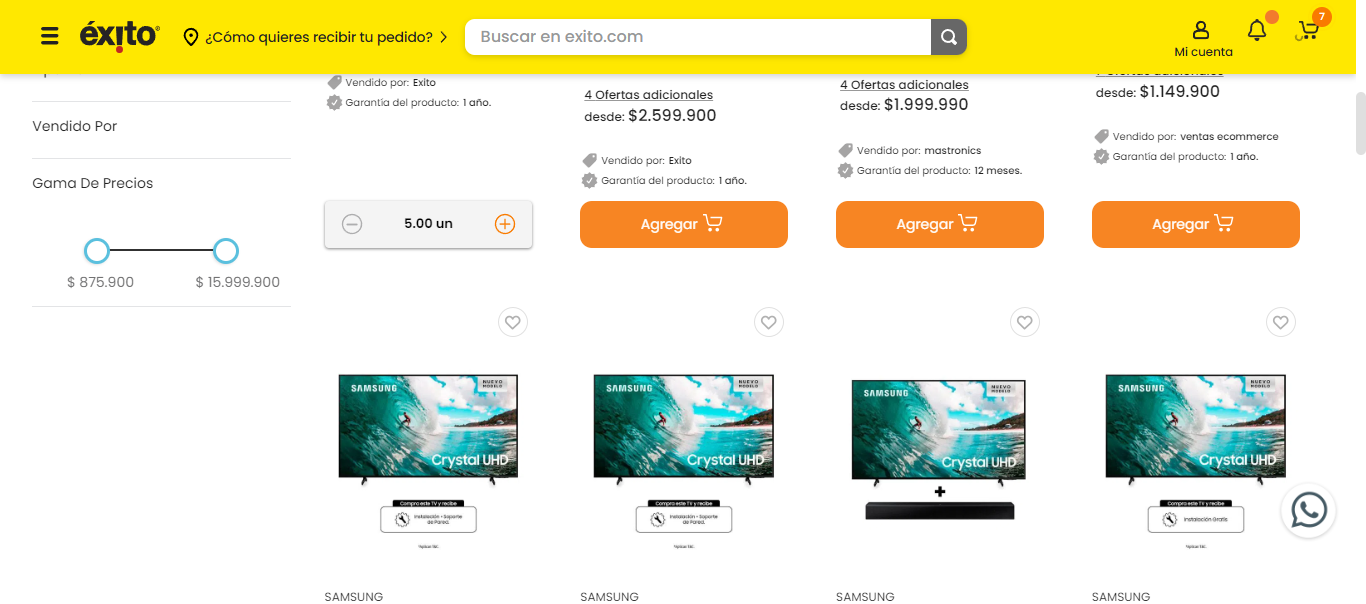 éxito
¿Cómo quieres recibir tu pedido?
Buscar en exito.com
Mi cuenta
7
Vendido Por
Gama De Precios
$ 875.900
$ 15.999.900
Vendido por: Exito
Garantía del producto: 1 año.
5.00 un
4 Ofertas adicionales
desde: $2.599.900
Vendido por: Exito
Garantía del producto: 1 año.
Agregar
4 Ofertas adicionales
desde: $1.999.990
Vendido por: mastronics
Garantía del producto: 12 meses.
Agregar
desde: $1.149.900
Vendido por: ventas ecommerce
Garantía del producto: 1 año.
Agregar
SAMSUNG
NUEVO
MODELO
Crystal UHD
Compra este TV y recibe
Instalación + Soporte
de Pared.
SAMSUNG
SAMSUNG
NUEVO
MODELO
Crystal UHD
Compra este TV y recibe
Instalación + Soporte
de Pared.
SAMSUNG
SAMSUNG
NUEVO
MODELO
Crystal UHD
+
SAMSUNG
SAMSUNG
NUEVO
MODELO
Crystal UHD
Compra este TV y recibe
Instalación Gratis
SAMSUNG